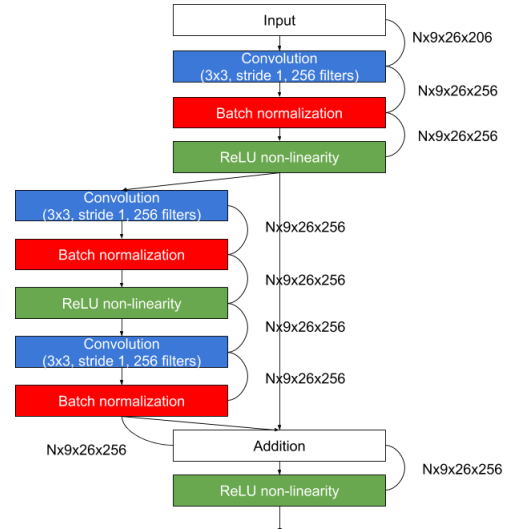 Input
Nx9x26x206
Convolution
(3x3, stride 1, 256 filters)
Nx9x26x256
Batch normalization
Nx9x26x256
ReLU non-linearity
Convolution
(3x3, stride 1, 256 filters)
Nx9x26x256
Batch normalization
Nx9x26x256
ReLU non-linearity
Nx9x26x256
Convolution
(3x3, stride 1, 256 filters)
Nx9x26x256
Batch normalization
Nx9x26x256
Addition
Nx9x26x256
ReLU non-linearity